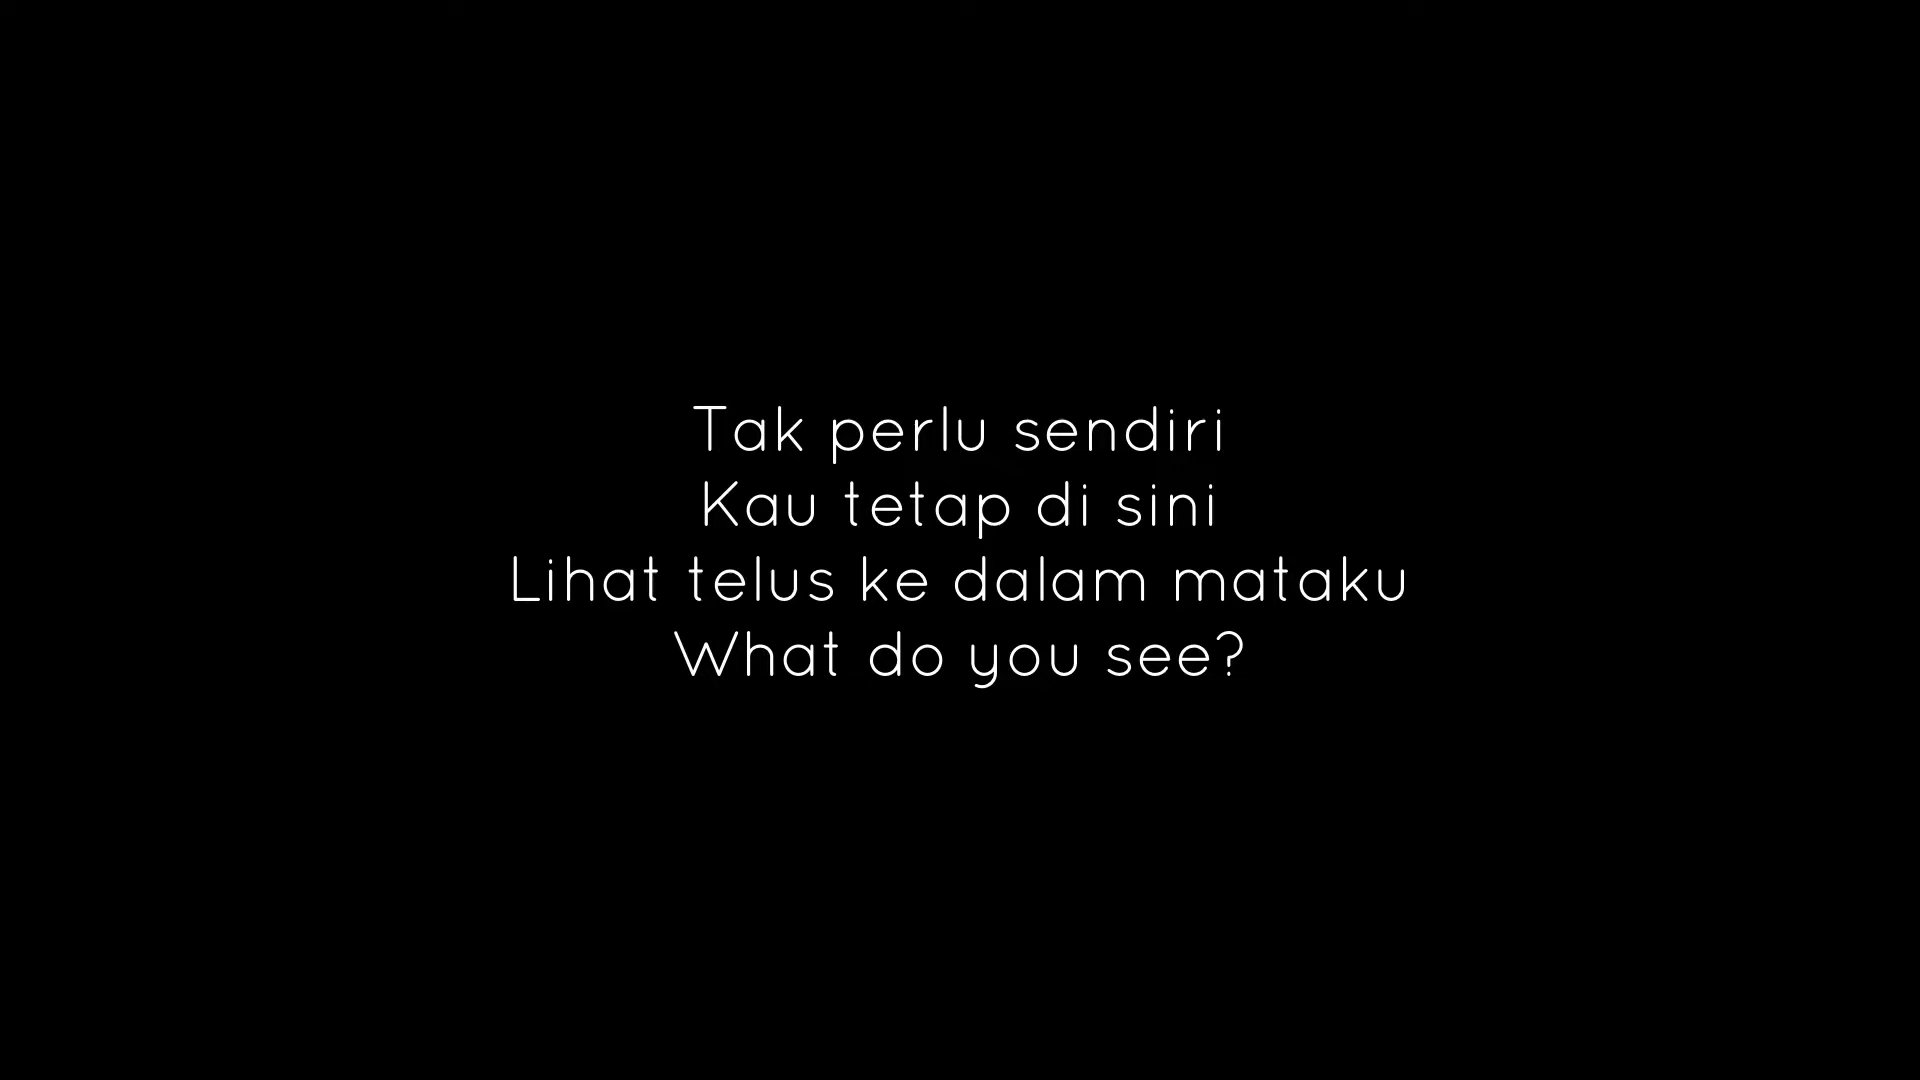 Tak perlu sendiri
Kau tetap di sini
Lihat telus ke dalam mataku
What do you see?